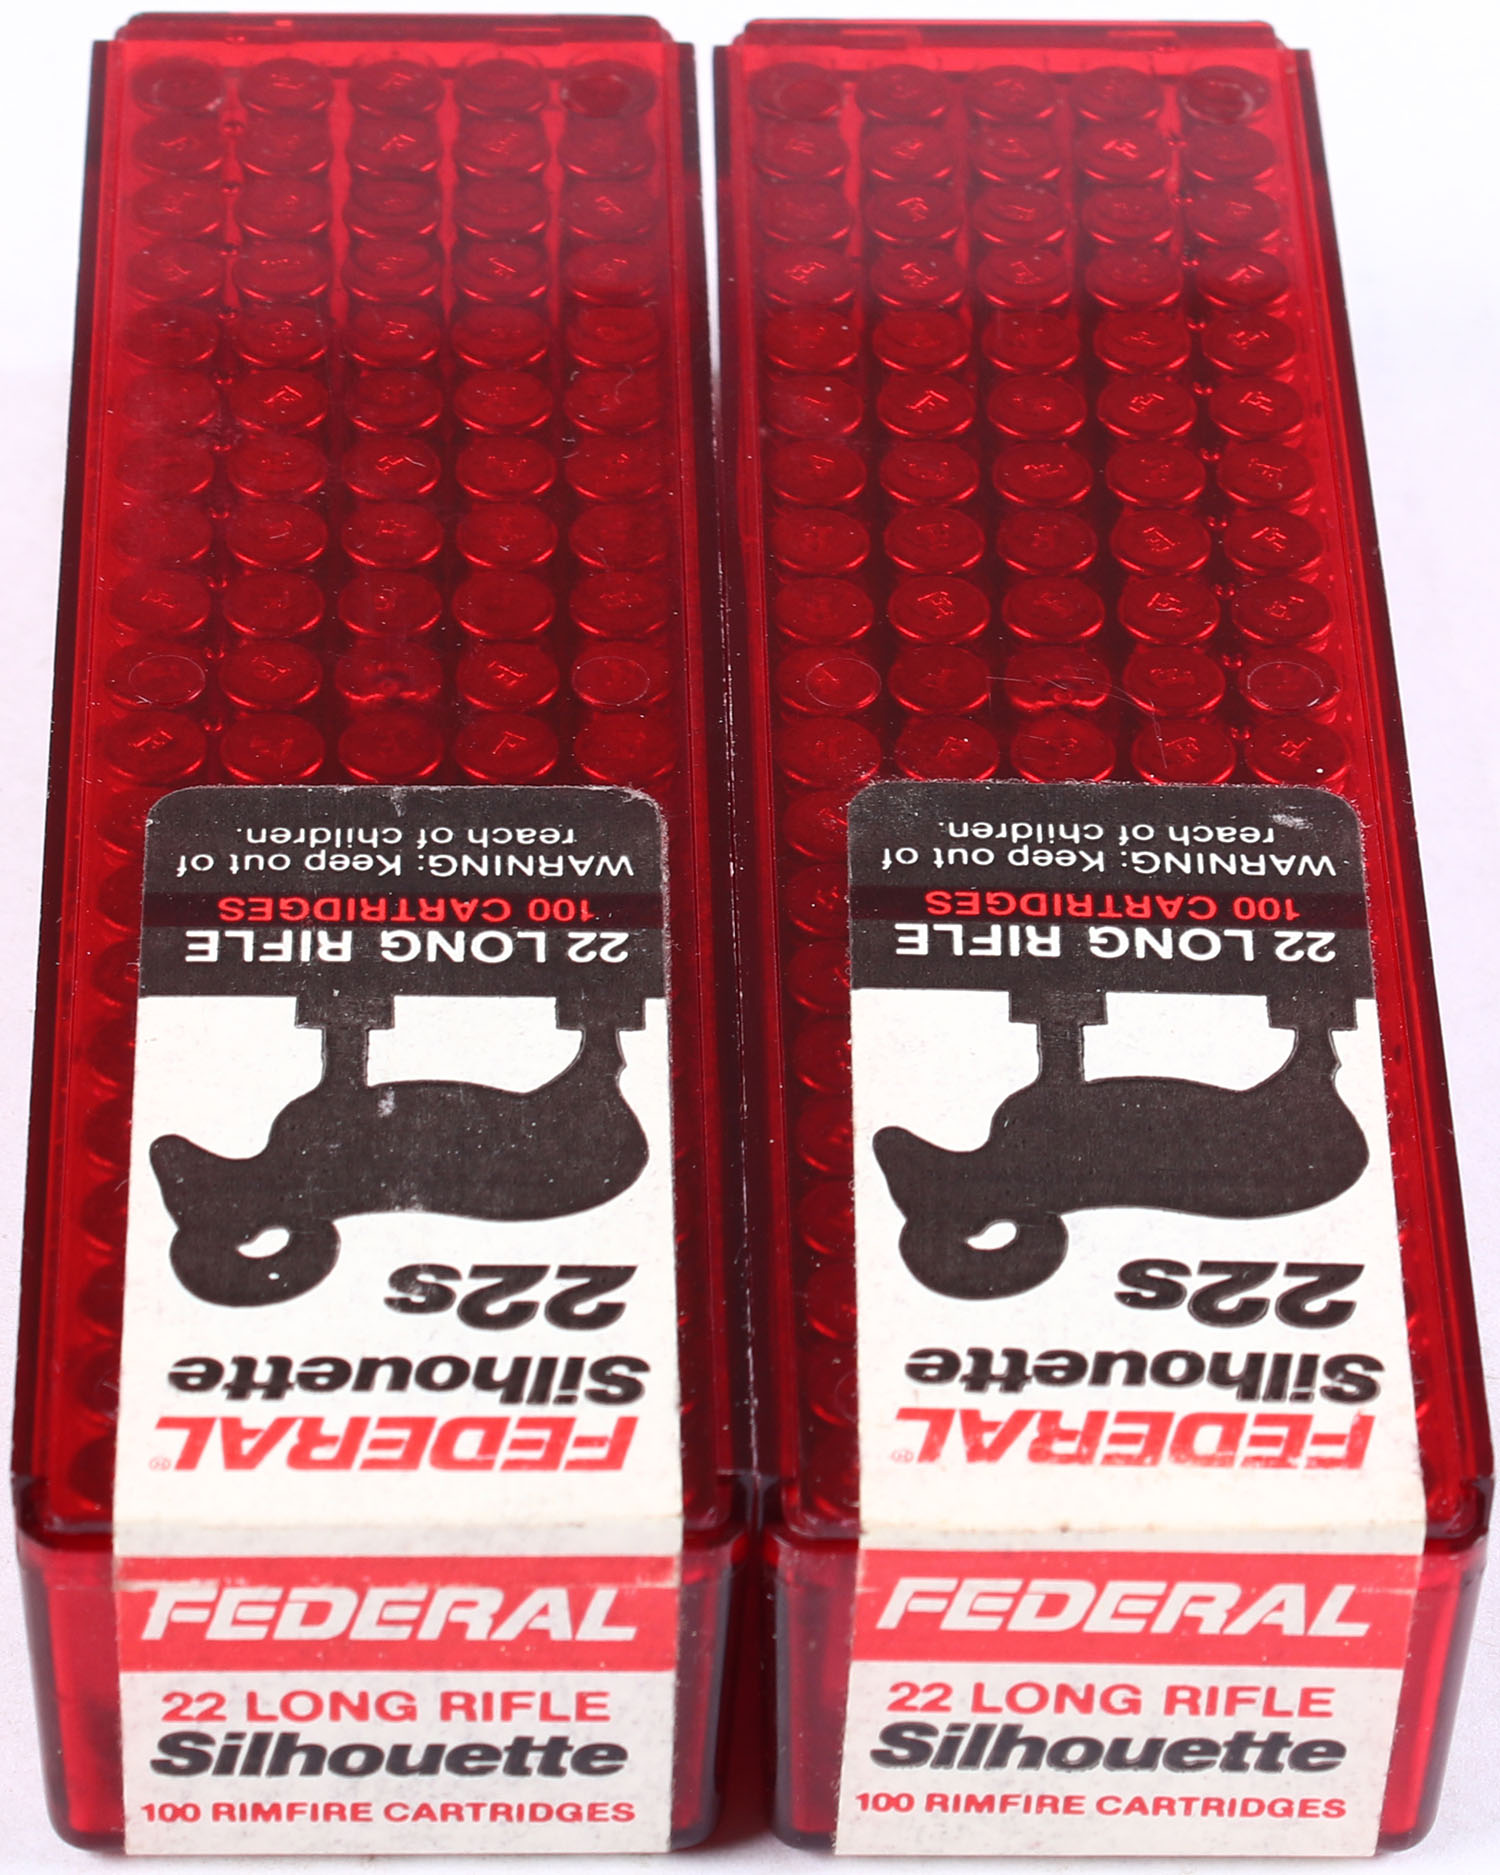 FEDERAL®
Silhouette
22s
22 LONG RIFLE
100 CARTRIDGES
WARNING: Keep out of
reach of children.
FEDERAL
22 LONG RIFLE
Silhouette
100 RIMFIRE CARTRIDGES
FEDERAL®
Silhouette
22s
22 LONG RIFLE
100 CARTRIDGES
WARNING: Keep out of
reach of children.
FEDERAL
22 LONG RIFLE
Silhouette
100 RIMFIRE CARTRIDGES